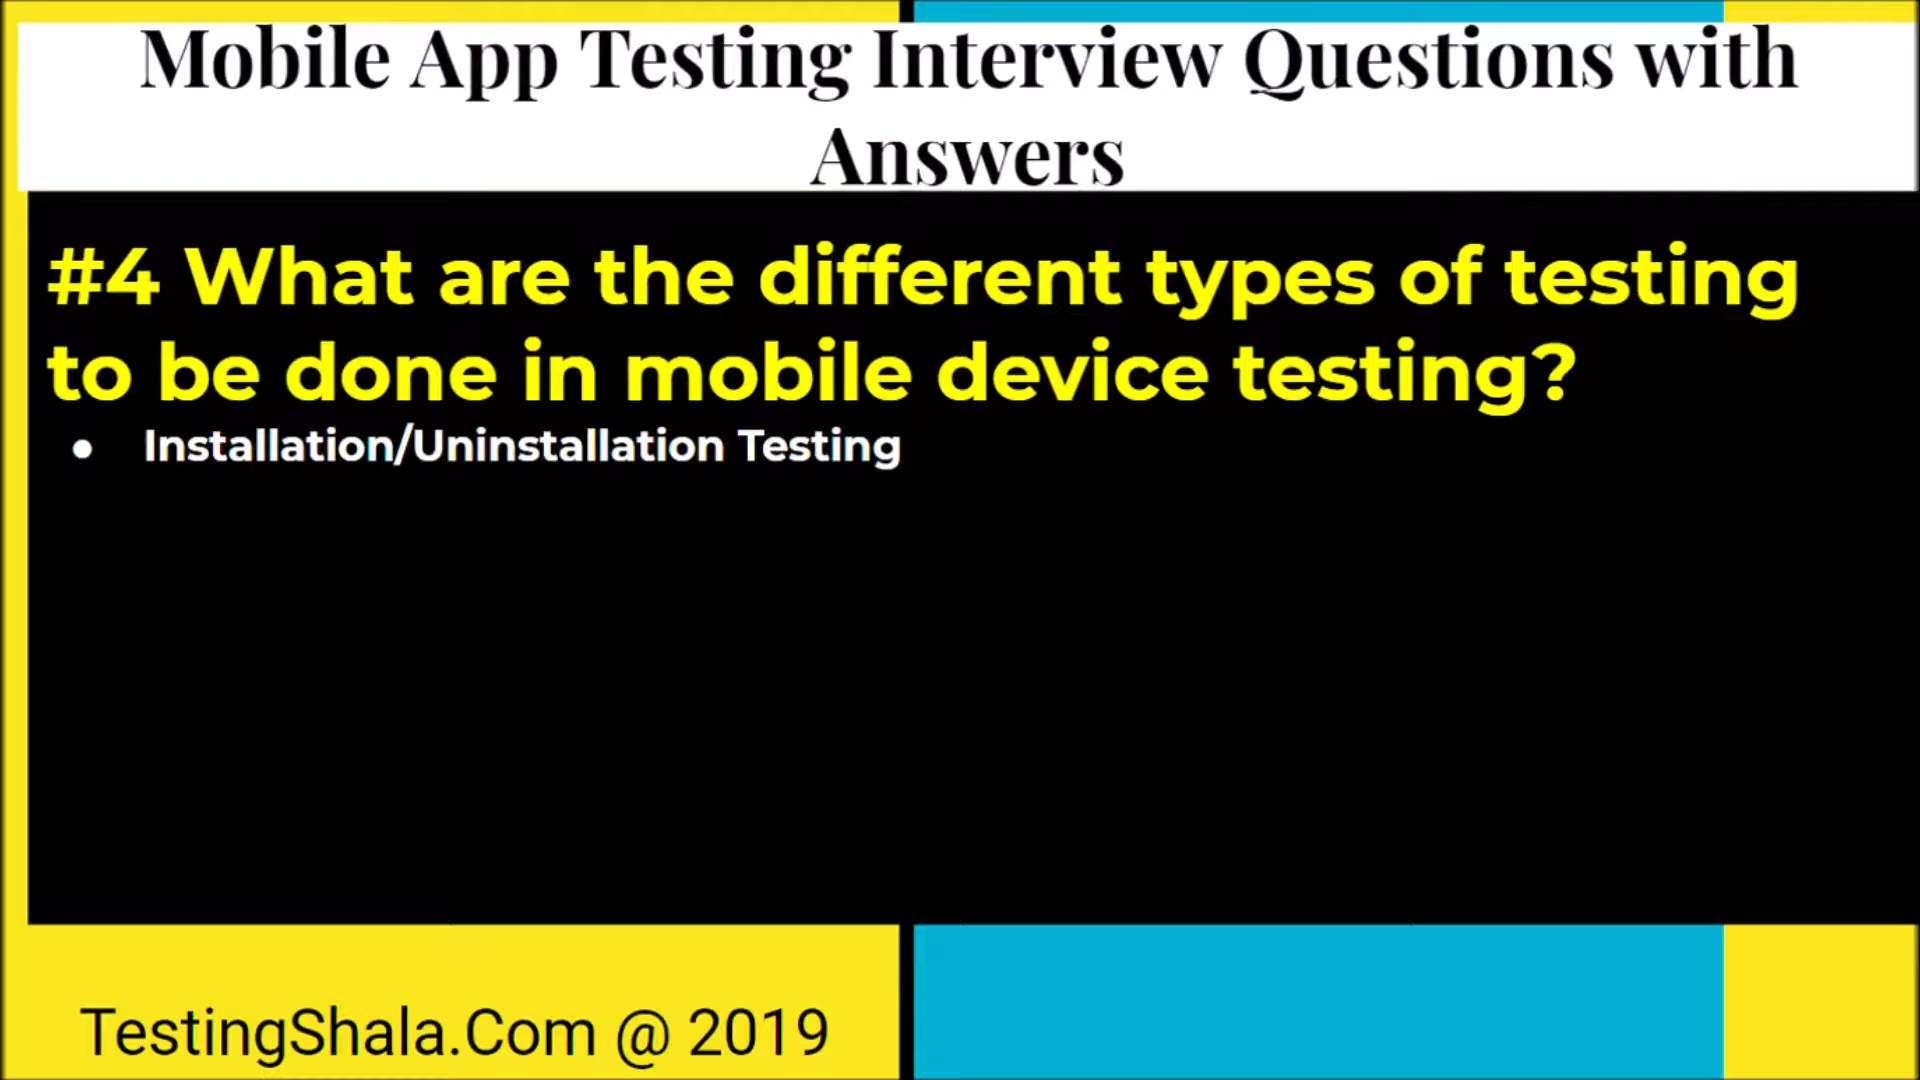 Mobile App Testing Interview Questions with
Answers
#4 What are the different types of testing
to be done in mobile device testing?
● Installation/Uninstallation Testing
TestingShala.Com @ 2019